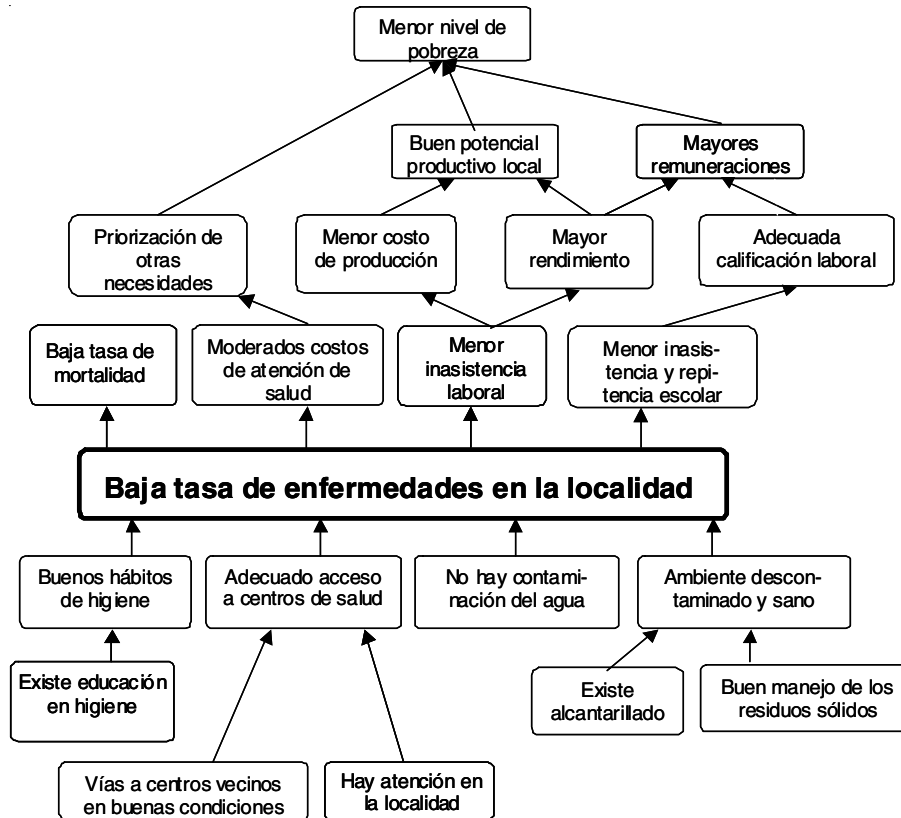 Menor nivel de
pobreza
Buen potencial
productivo local
Mayores
remuneraciones
Priorización de
otras
necesidades
Menor costo
de producción
Mayor
rendimiento
Adecuada
calificación laboral
Baja tasa de
mortalidad
Moderados costos
de atención de
salud
Menor
inasistencia
laboral
Menor inasis-
tencia y repi-
tencia escolar
Baja tasa de enfermedades en la localidad
Buenos hábitos
de higiene
Adecuado acceso
a centros de salud
No hay contami-
nación del agua
Ambiente descon-
taminado y sano
Existe educación
en higiene
Existe
alcantarillado
Buen manejo de los
residuos sólidos
Vías a centros vecinos
en buenas condiciones
Hay atención en
la localidad